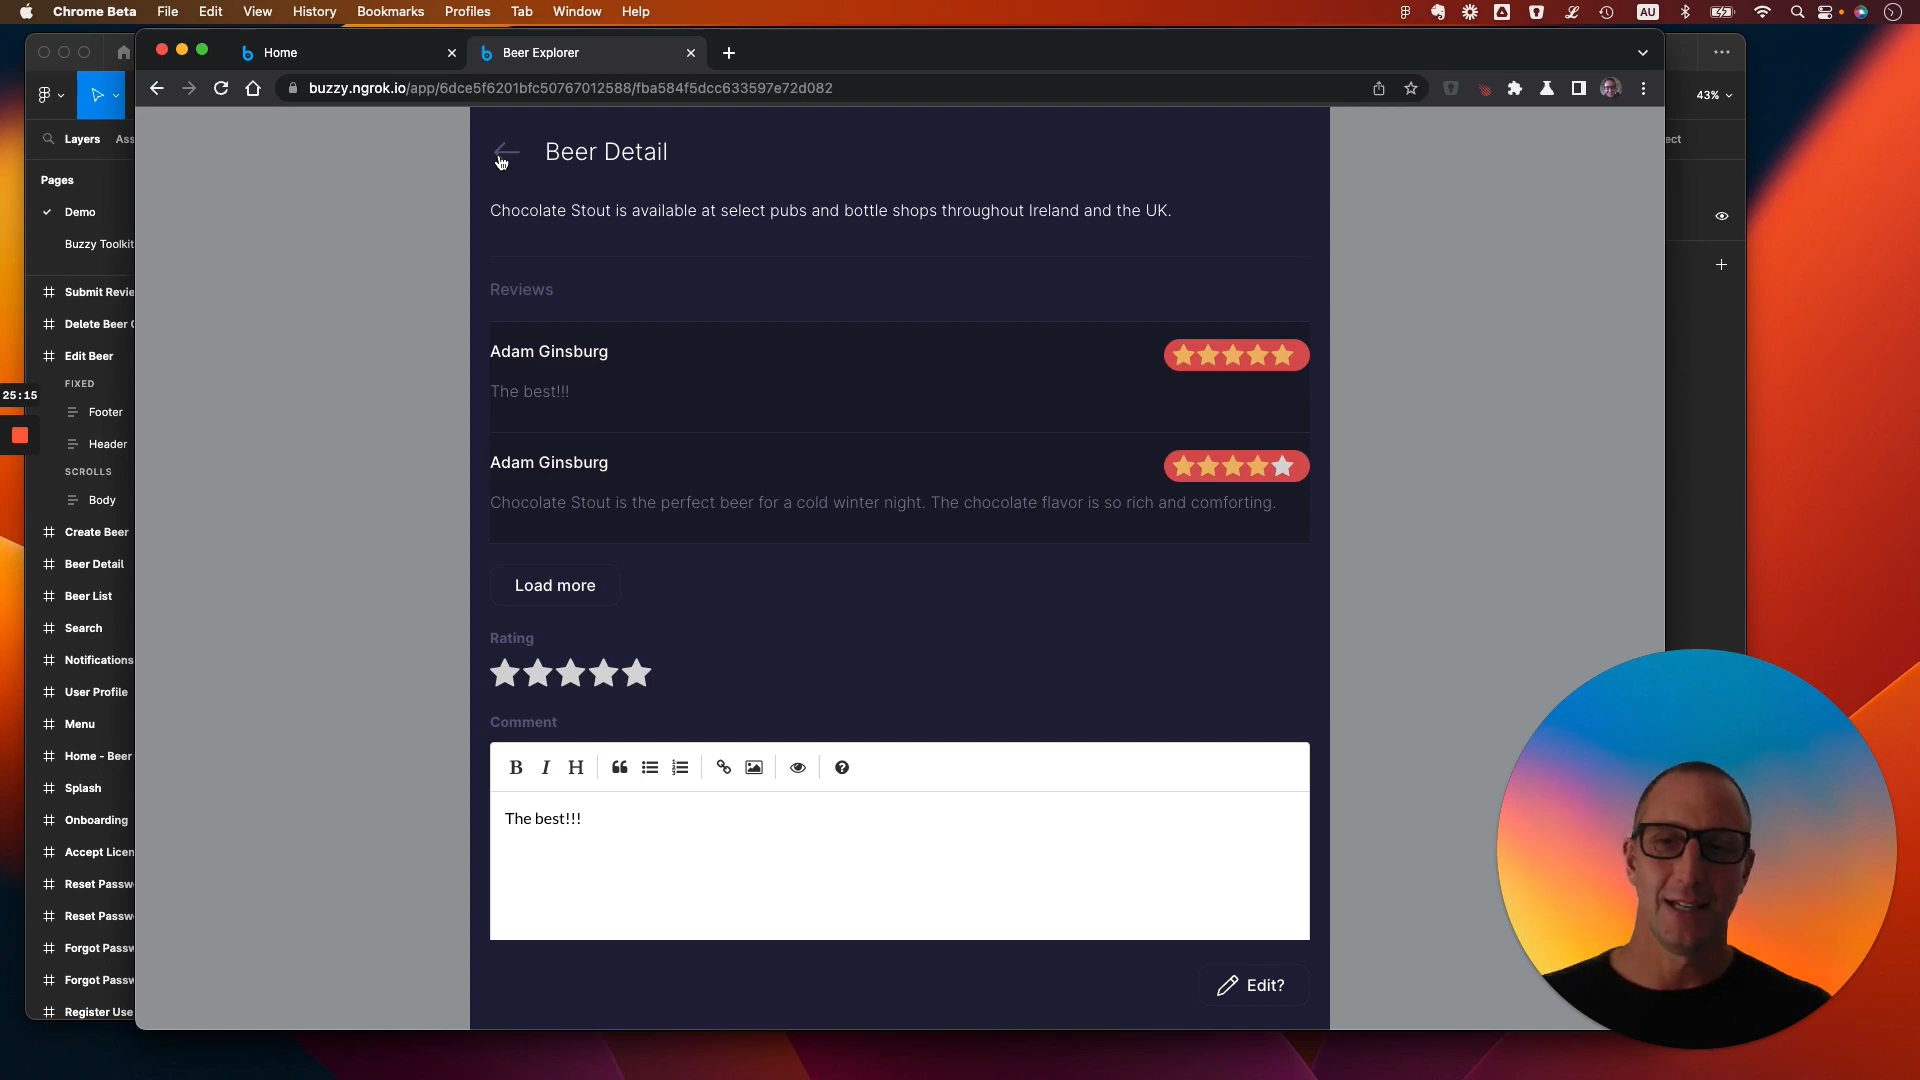 Chrome Beta File Edit View History Bookmarks Profiles Tab Window Help AU
Home Beer Explorer
buzzy.ngrok.io/app/6dce5f6201bfc50767012588/fba584f5dcc633597e72d082
43%
Layers Ass
ect
Pages
Demo
Buzzy Toolkit
Submit Revie
Delete Beer C
Edit Beer
FIXED
Footer
Header
SCROLLS
Body
Create Beer
Beer Detail
Beer List
Search
Notifications
User Profile
Menu
Home - Beer
Splash
Onboarding
Accept Licen
Reset Passw
Reset Passw
Forgot Passw
Forgot Passw
Register Use
25:15
Beer Detail
Chocolate Stout is available at select pubs and bottle shops throughout Ireland and the UK.
Reviews
Adam Ginsburg
The best!!!
Adam Ginsburg
Chocolate Stout is the perfect beer for a cold winter night. The chocolate flavor is so rich and comforting.
Load more
Rating
Comment
B I H
The best!!!
Edit?